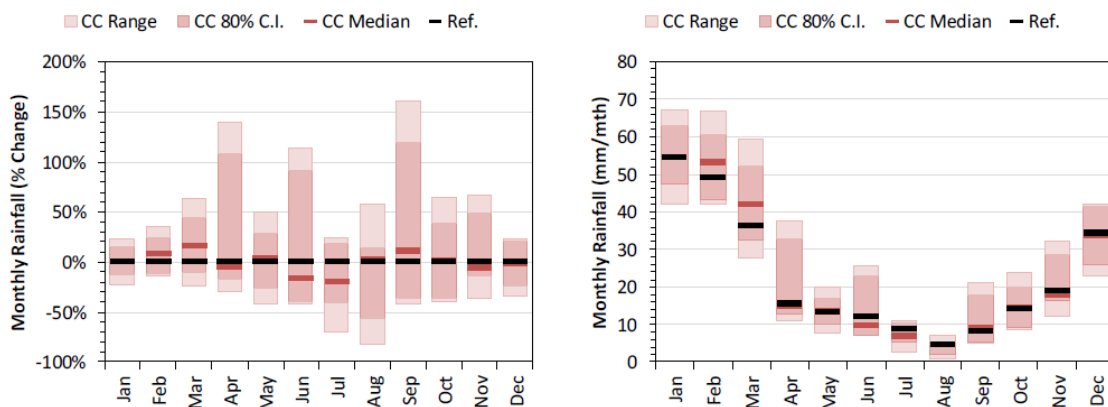 CC Range CC 80% C.I. CC Median Ref.
Monthly Rainfall (% Change)
200%
150%
100%
50%
0%
-50%
-100%
Jan Feb Mar Apr May Jun Jul Aug Sep Oct Nov Dec
CC Range CC 80% C.I. CC Median Ref.
Monthly Rainfall (mm/mth)
80
70
60
50
40
30
20
10
0
Jan Feb Mar Apr May Jun Jul Aug Sep Oct Nov Dec